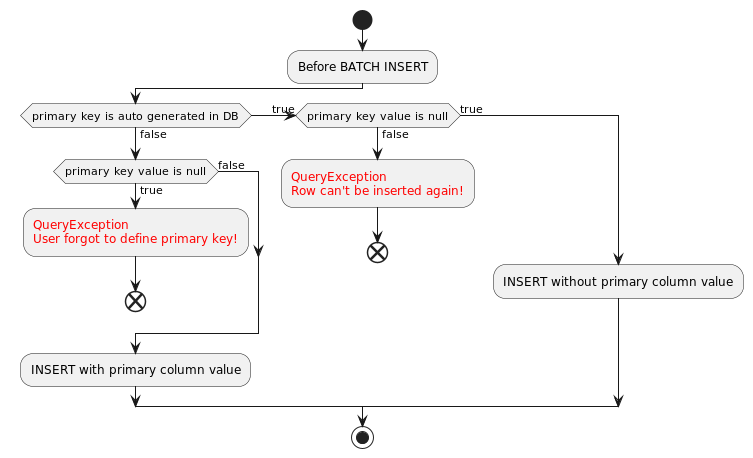 Before BATCH INSERT
primary key is auto generated in DB
true
primary key value is null
true
false
false
primary key value is null
false
true
QueryException
Row can't be inserted again!
QueryException
User forgot to define primary key!
INSERT without primary column value
INSERT with primary column value